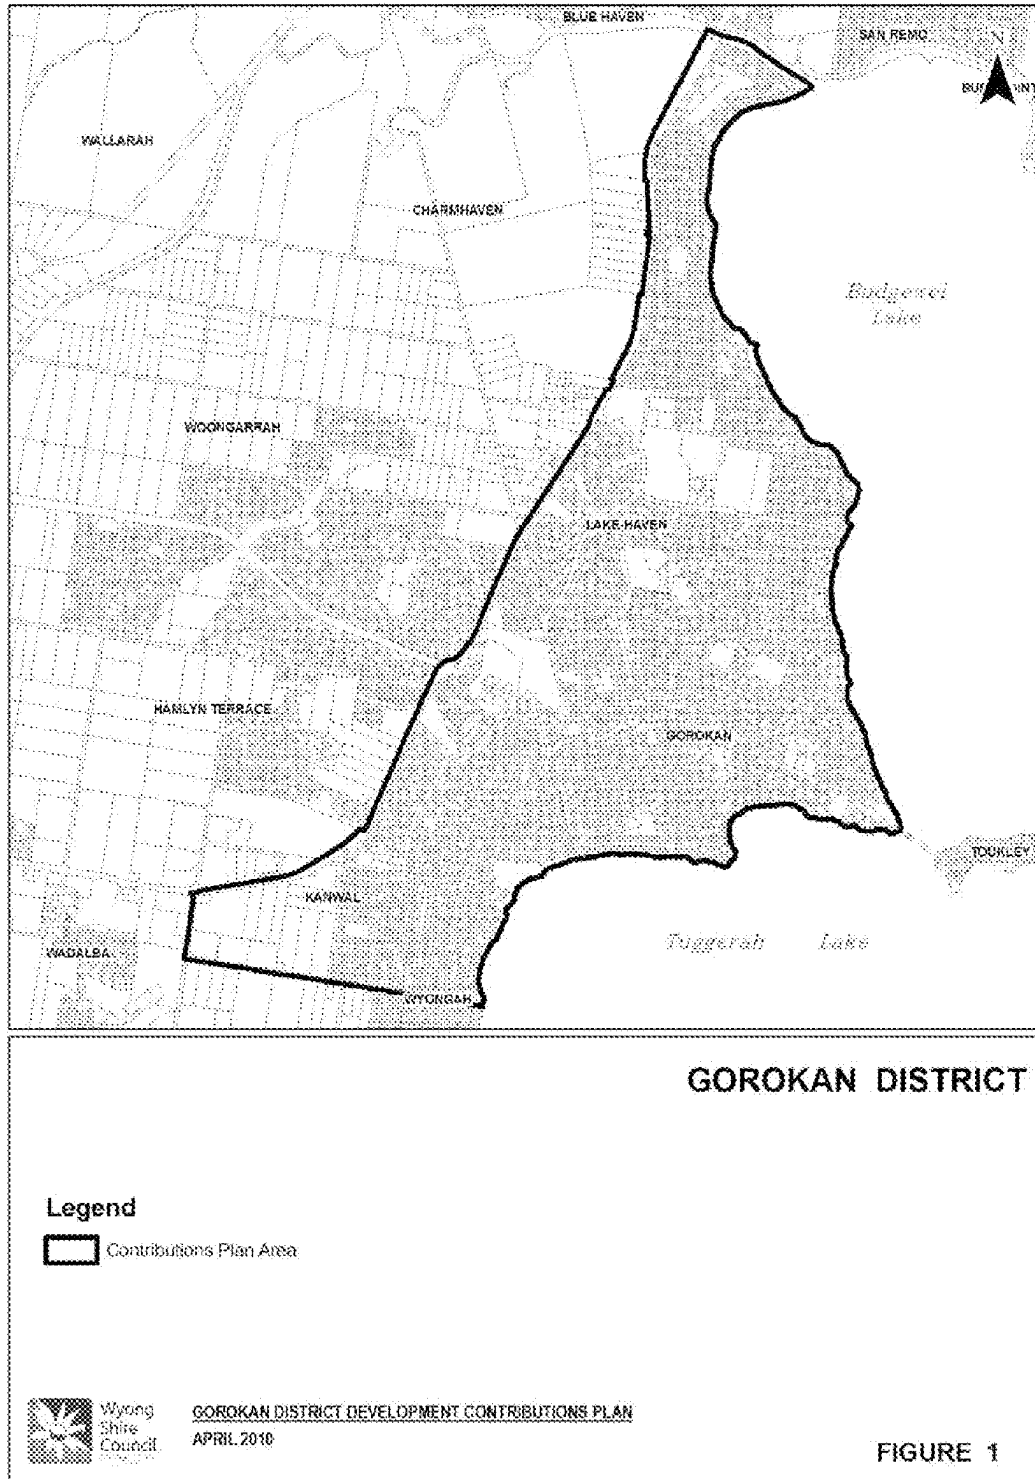 BLUE HAVEN
SAN REMO
N
WALLARAH
CHARMHAVEN
Budgewoi
Lake
WOONGARRAH
LAKE HAVEN
HAMLYN TERRACE
GOROKAN
TOUKLEY
KANWAL
Tuggerah Lake
WADALBA
WYONGAH
GOROKAN DISTRICT
Legend
Contributions Plan Area
Wyong
Shire
Council
GOROKAN DISTRICT DEVELOPMENT CONTRIBUTIONS PLAN
APRIL 2010
FIGURE 1